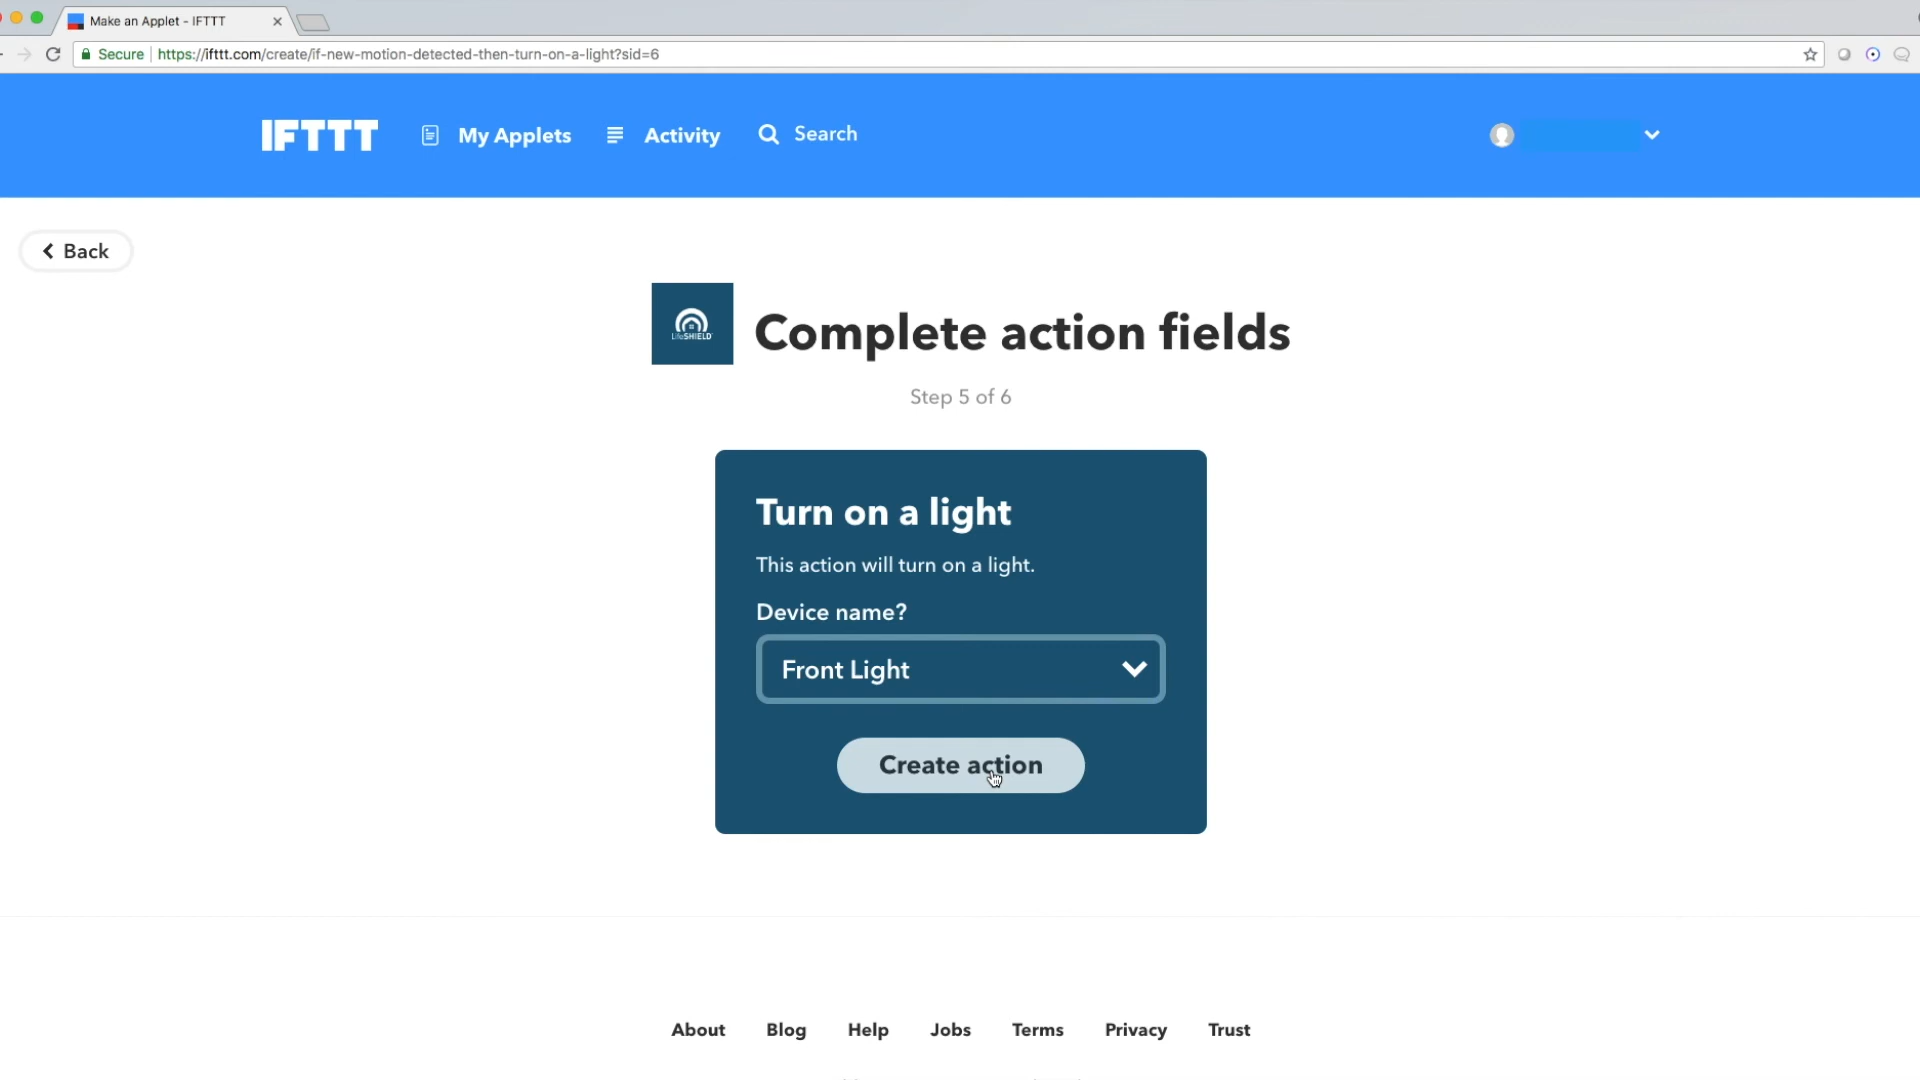 Make an Applet - IFTTT
Secure
https://ifttt.com/create/if-new-motion-detected-then-turn-on-a-light?sid=6
IFTTT
My Applets
Activity
Search
Back
LifeSHIELD
Complete action fields
Step 5 of 6
Turn on a light
This action will turn on a light.
Device name?
Front Light
Create action
About Blog Help Jobs Terms Privacy Trust